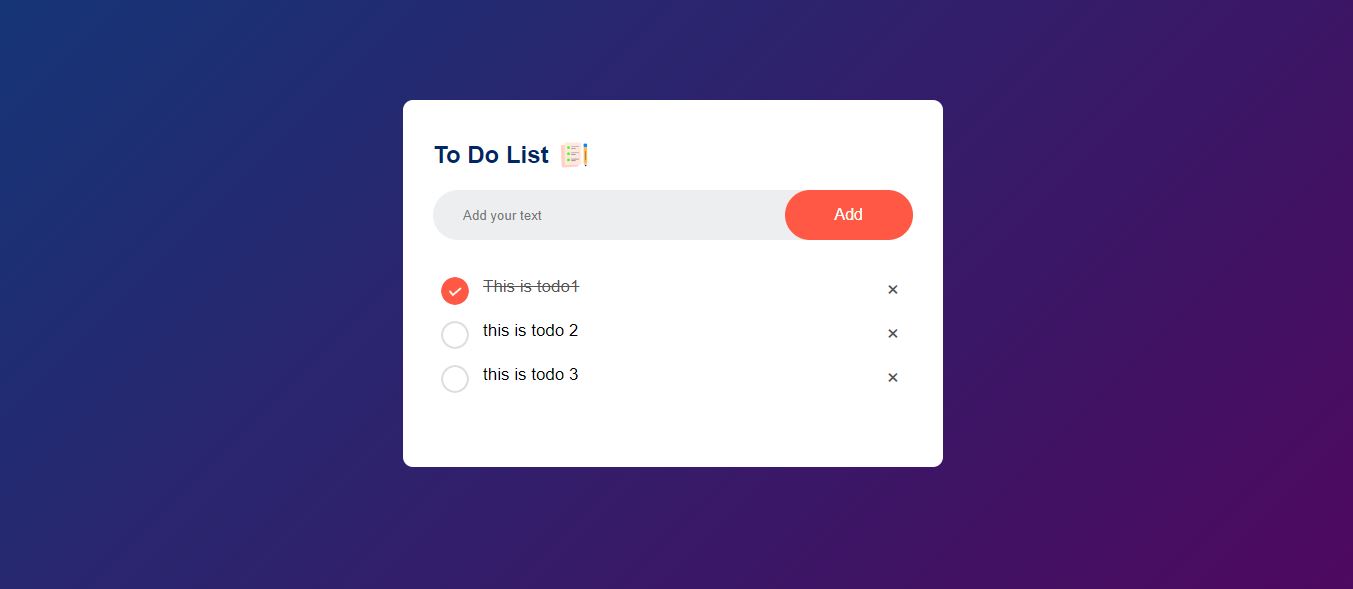 To Do List
Add your text
Add
This is todo1
this is todo 2
this is todo 3